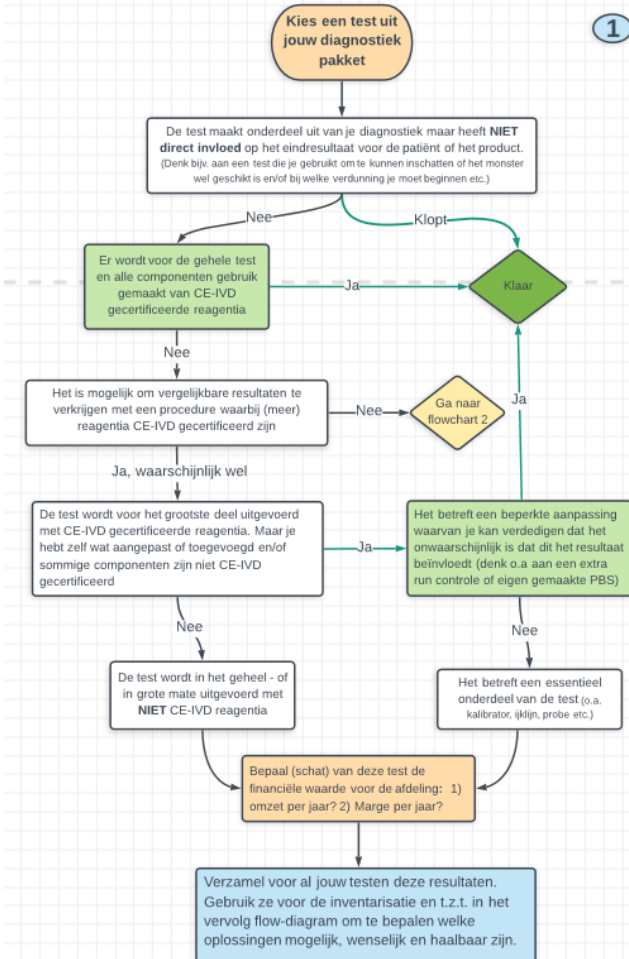 Kies een test uit
jouw diagnostiek
pakket
1
De test maakt onderdeel uit van je diagnostiek maar heeft NIET
direct invloed op het eindresultaat voor de patiënt of het product.
(Denk bijv. aan een test die je gebruikt om te kunnen inschatten of het monster
wel geschikt is en/of bij welke verdunning je moet beginnen etc.)
Nee
Klopt
Er wordt voor de gehele test
en alle componenten gebruik
gemaakt van CE-IVD
gecertificeerde reagentia
Ja
Klaar
Nee
Het is mogelijk om vergelijkbare resultaten te
verkrijgen met een procedure waarbij (meer)
reagentia CE-IVD gecertificeerd zijn
Nee
Ga naar
flowchart 2
Ja
Ja, waarschijnlijk wel
De test wordt voor het grootste deel uitgevoerd
met CE-IVD gecertificeerde reagentia. Maar je
hebt zelf wat aangepast of toegevoegd en/of
sommige componenten zijn niet CE-IVD
gecertificeerd
Ja
Het betreft een beperkte aanpassing
waarvan je kan verdedigen dat het
onwaarschijnlijk is dat dit het resultaat
beïnvloedt (denk o.a aan een extra
run controle of eigen gemaakte PBS)
Nee
Nee
De test wordt in het geheel - of
in grote mate uitgevoerd met
NIET CE-IVD reagentia
Het betreft een essentieel
onderdeel van de test (o.a.
kalibrator, ijklijn, probe etc.)
Bepaal (schat) van deze test de
financiële waarde voor de afdeling: 1)
omzet per jaar? 2) Marge per jaar?
Verzamel voor al jouw testen deze resultaten.
Gebruik ze voor de inventarisatie en t.z.t. in het
vervolg flow-diagram om te bepalen welke
oplossingen mogelijk, wenselijk en haalbaar zijn.